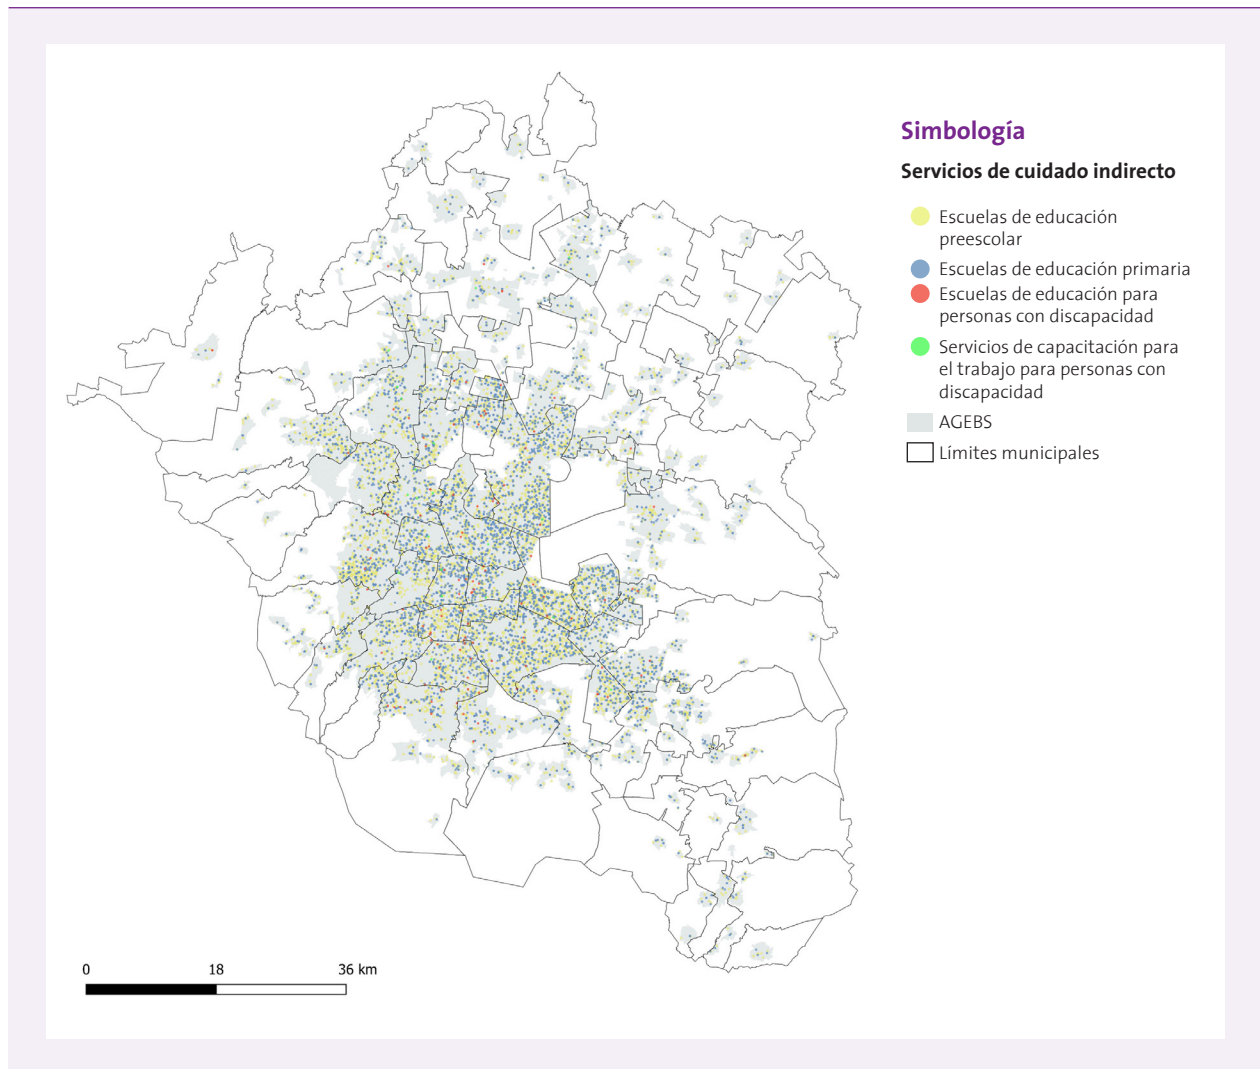 Simbología
Servicios de cuidado indirecto
Escuelas de educación
preescolar
Escuelas de educación primaria
Escuelas de educación para
personas con discapacidad
Servicios de capacitación para
el trabajo para personas con
discapacidad
AGEBS
Límites municipales
0 18 36 km